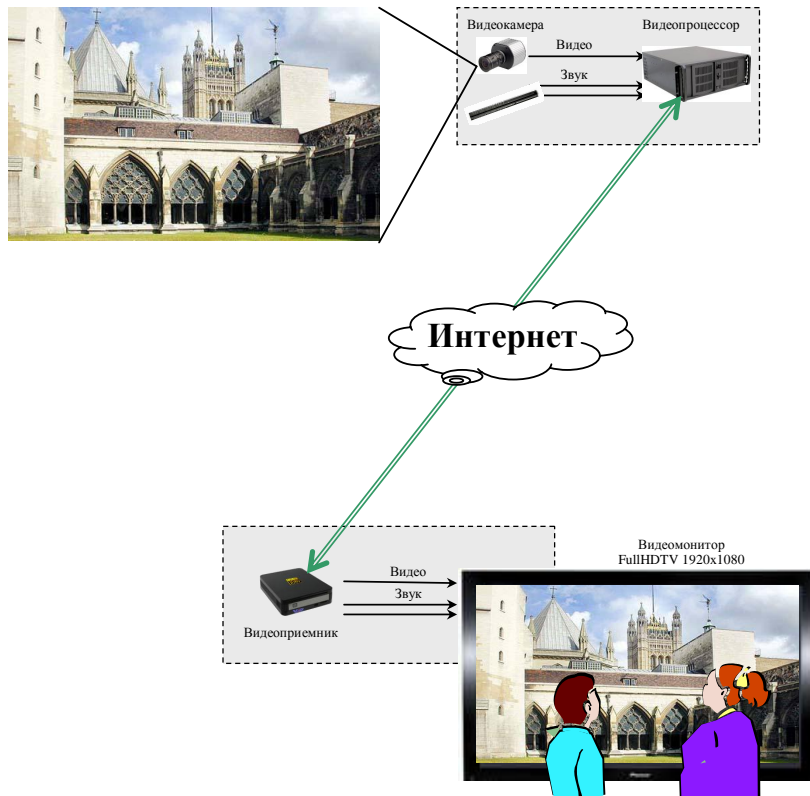 Видеокамера
Видеопроцессор
Видео
Звук
Интернет
Видеомонитор
FullHDTV 1920x1080
Видео
Звук
Видеоприемник